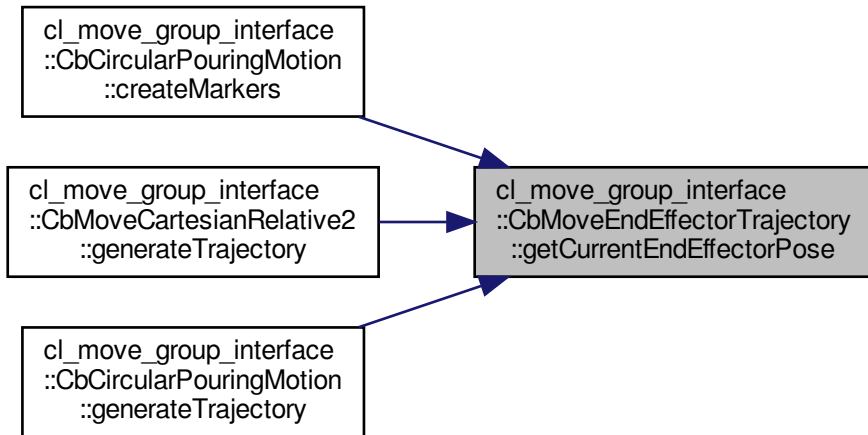 cl_move_group_interface
::CbCircularPouringMotion
::createMarkers
cl_move_group_interface
::CbMoveCartesianRelative2
::generateTrajectory
cl_move_group_interface
::CbMoveEndEffectorTrajectory
::getCurrentEndEffectorPose
cl_move_group_interface
::CbCircularPouringMotion
::generateTrajectory